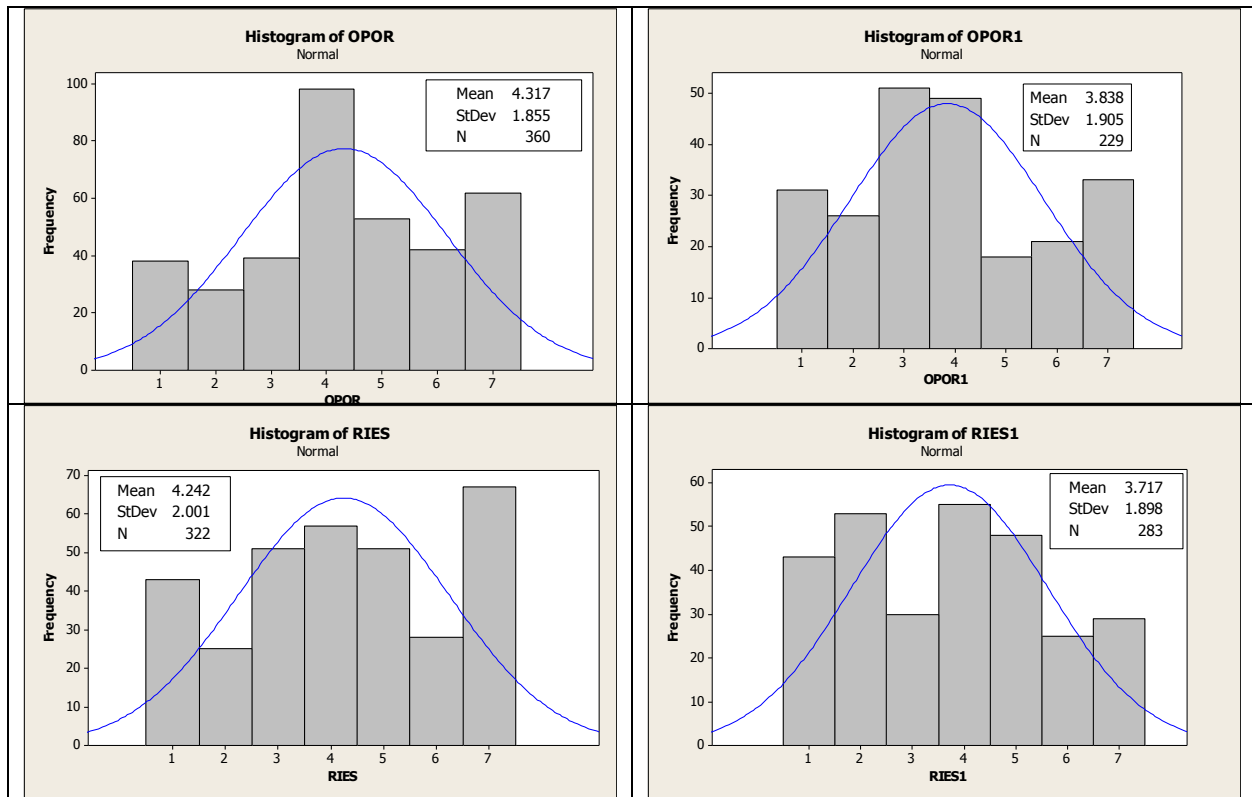 Histogram of OPOR
Normal
Mean 4.317
StDev 1.855
N 360
100
80
60
40
20
0
Frequency
1 2 3 4 5 6 7
OPOR
Histogram of OPOR1
Normal
Mean 3.838
StDev 1.905
N 229
50
40
30
20
10
0
Frequency
1 2 3 4 5 6 7
OPOR1
Histogram of RIES
Normal
Mean 4.242
StDev 2.001
N 322
70
60
50
40
30
20
10
0
Frequency
1 2 3 4 5 6 7
RIES
Histogram of RIES1
Normal
Mean 3.717
StDev 1.898
N 283
60
50
40
30
20
10
0
Frequency
1 2 3 4 5 6 7
RIES1